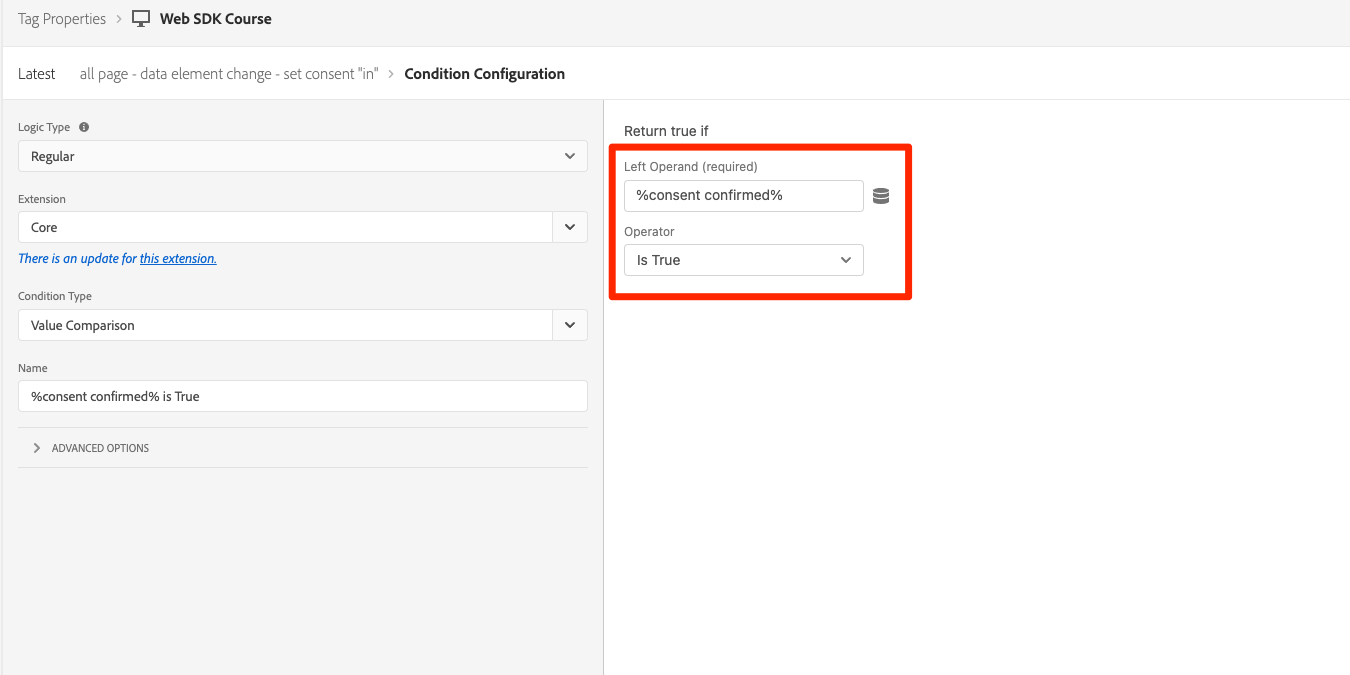 Tag Properties > Web SDK Course
Latest all page - data element change - set consent "in" > Condition Configuration
Logic Type
Regular
Extension
Core
There is an update for this extension.
Condition Type
Value Comparison
Name
%consent confirmed% is True
ADVANCED OPTIONS
Return true if
Left Operand (required)
%consent confirmed%
Operator
Is True